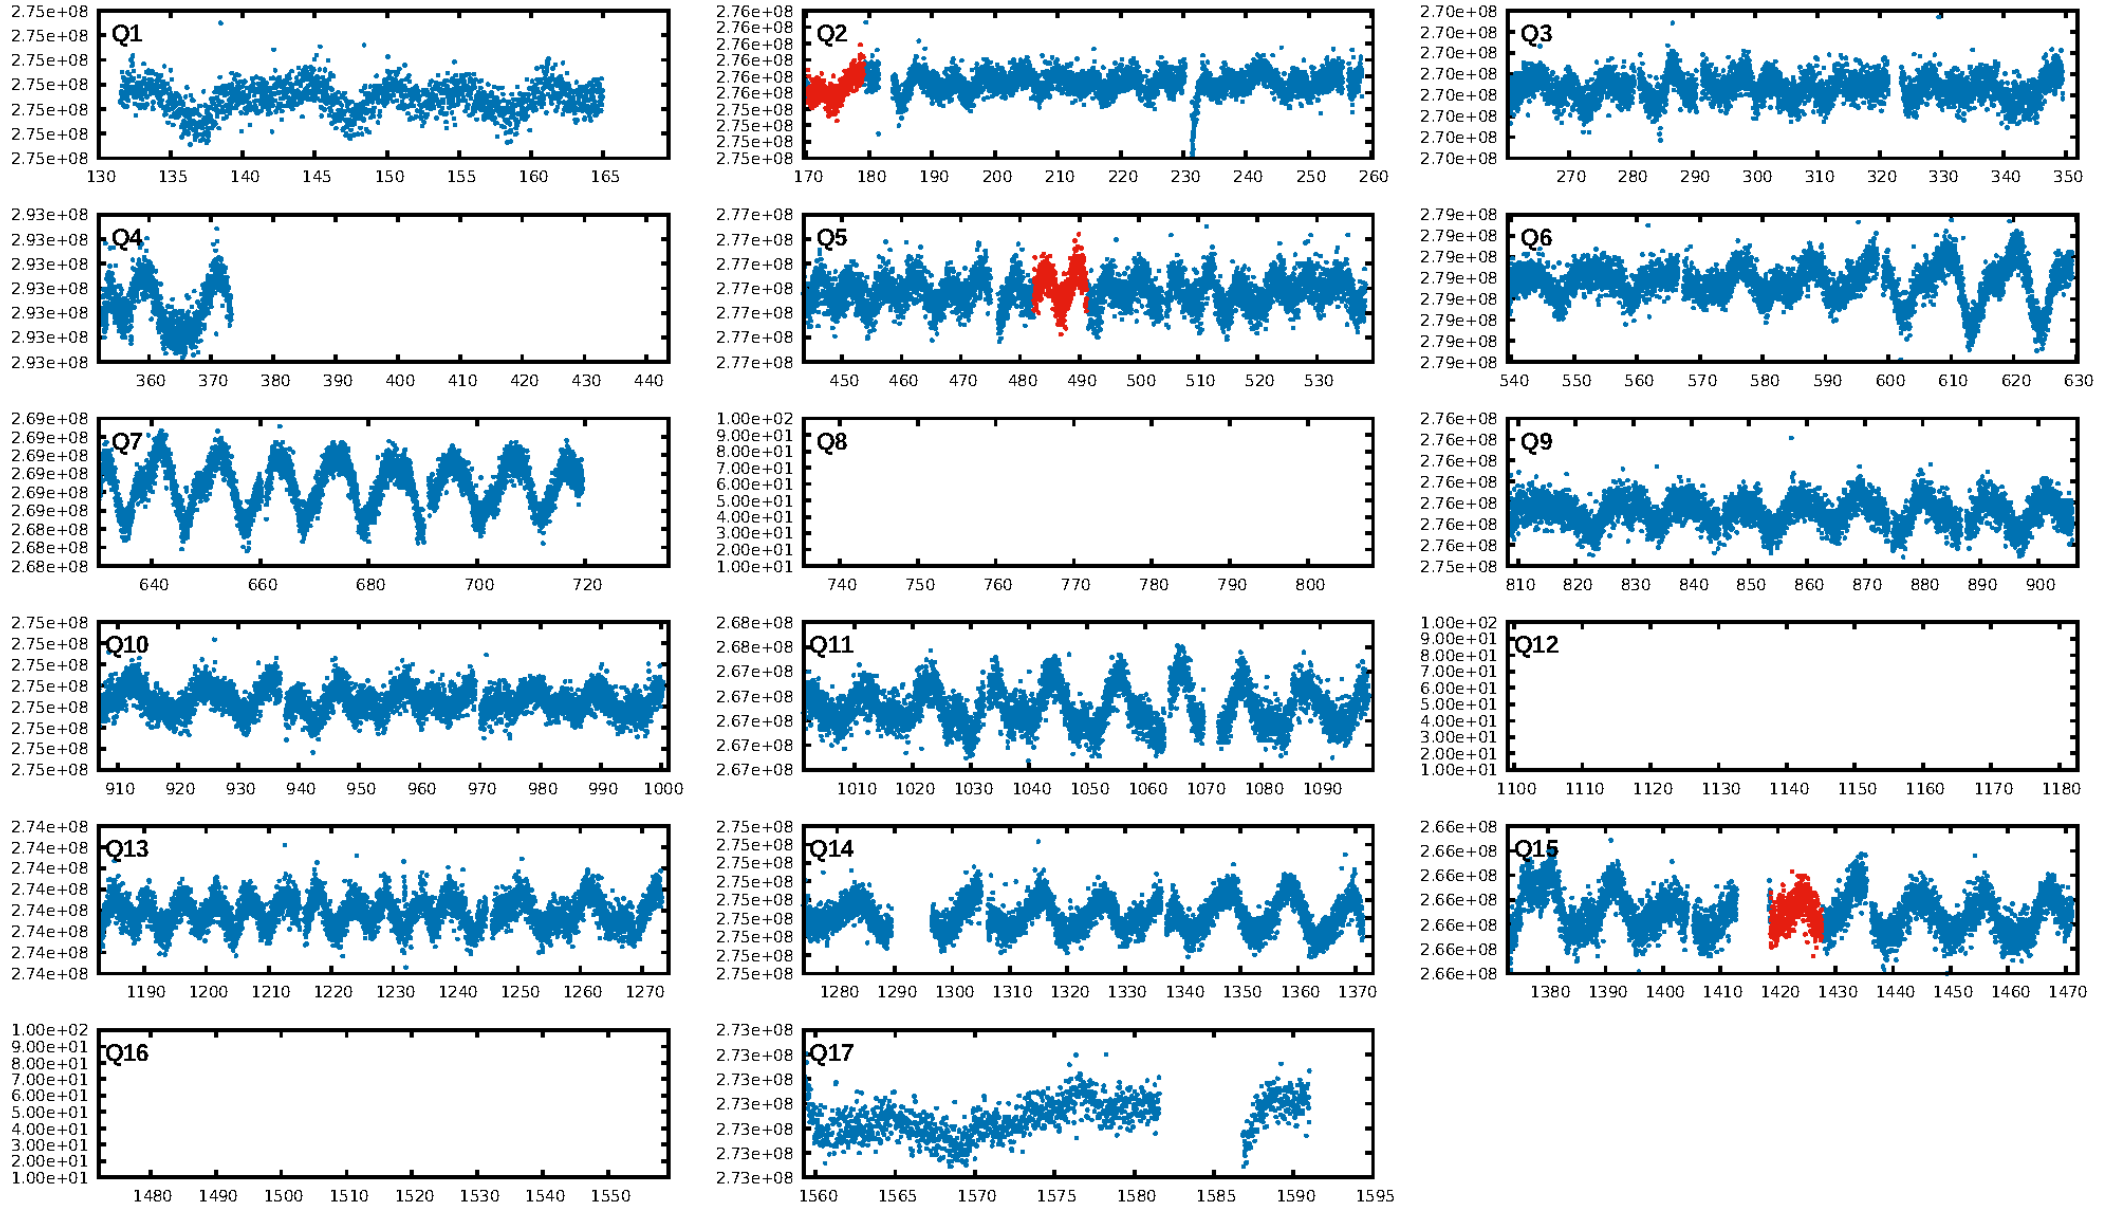 Q1
2.75e+08
2.75e+08
2.75e+08
2.75e+08
2.75e+08
2.75e+08
2.75e+08
130 135 140 145 150 155 160 165
Q2
2.76e+08
2.76e+08
2.76e+08
2.76e+08
2.76e+08
2.76e+08
2.75e+08
2.75e+08
2.75e+08
2.75e+08
170 180 190 200 210 220 230 240 250 260
Q3
2.70e+08
2.70e+08
2.70e+08
2.70e+08
2.70e+08
2.70e+08
2.70e+08
2.70e+08
270 280 290 300 310 320 330 340 350
Q4
2.93e+08
2.93e+08
2.93e+08
2.93e+08
2.93e+08
2.93e+08
2.93e+08
360 370 380 390 400 410 420 430 440
Q5
2.77e+08
2.77e+08
2.77e+08
2.77e+08
2.77e+08
2.77e+08
2.77e+08
450 460 470 480 490 500 510 520 530
Q6
2.79e+08
2.79e+08
2.79e+08
2.79e+08
2.79e+08
2.79e+08
2.79e+08
2.79e+08
540 550 560 570 580 590 600 610 620 630
Q7
2.69e+08
2.69e+08
2.69e+08
2.69e+08
2.69e+08
2.69e+08
2.68e+08
2.68e+08
2.68e+08
640 660 680 700 720
Q8
1.00e+02
9.00e+01
8.00e+01
7.00e+01
6.00e+01
5.00e+01
4.00e+01
3.00e+01
2.00e+01
1.00e+01
740 750 760 770 780 790 800
Q9
2.76e+08
2.76e+08
2.76e+08
2.76e+08
2.76e+08
2.76e+08
2.76e+08
2.75e+08
810 820 830 840 850 860 870 880 890 900
Q10
2.75e+08
2.75e+08
2.75e+08
2.75e+08
2.75e+08
2.75e+08
2.75e+08
2.75e+08
910 920 930 940 950 960 970 980 990 1000
Q11
2.68e+08
2.68e+08
2.67e+08
2.67e+08
2.67e+08
2.67e+08
2.67e+08
1010 1020 1030 1040 1050 1060 1070 1080 1090
Q12
1.00e+02
9.00e+01
8.00e+01
7.00e+01
6.00e+01
5.00e+01
4.00e+01
3.00e+01
2.00e+01
1.00e+01
1100 1110 1120 1130 1140 1150 1160 1170 1180
Q13
2.74e+08
2.74e+08
2.74e+08
2.74e+08
2.74e+08
2.74e+08
2.74e+08
2.74e+08
1190 1200 1210 1220 1230 1240 1250 1260 1270
Q14
2.75e+08
2.75e+08
2.75e+08
2.75e+08
2.75e+08
2.75e+08
2.75e+08
2.75e+08
2.75e+08
1280 1290 1300 1310 1320 1330 1340 1350 1360 1370
Q15
2.66e+08
2.66e+08
2.66e+08
2.66e+08
2.66e+08
2.66e+08
2.66e+08
1380 1390 1400 1410 1420 1430 1440 1450 1460 1470
Q16
1.00e+02
9.00e+01
8.00e+01
7.00e+01
6.00e+01
5.00e+01
4.00e+01
3.00e+01
2.00e+01
1.00e+01
1480 1490 1500 1510 1520 1530 1540 1550
Q17
2.73e+08
2.73e+08
2.73e+08
2.73e+08
2.73e+08
2.73e+08
2.73e+08
1560 1565 1570 1575 1580 1585 1590 1595